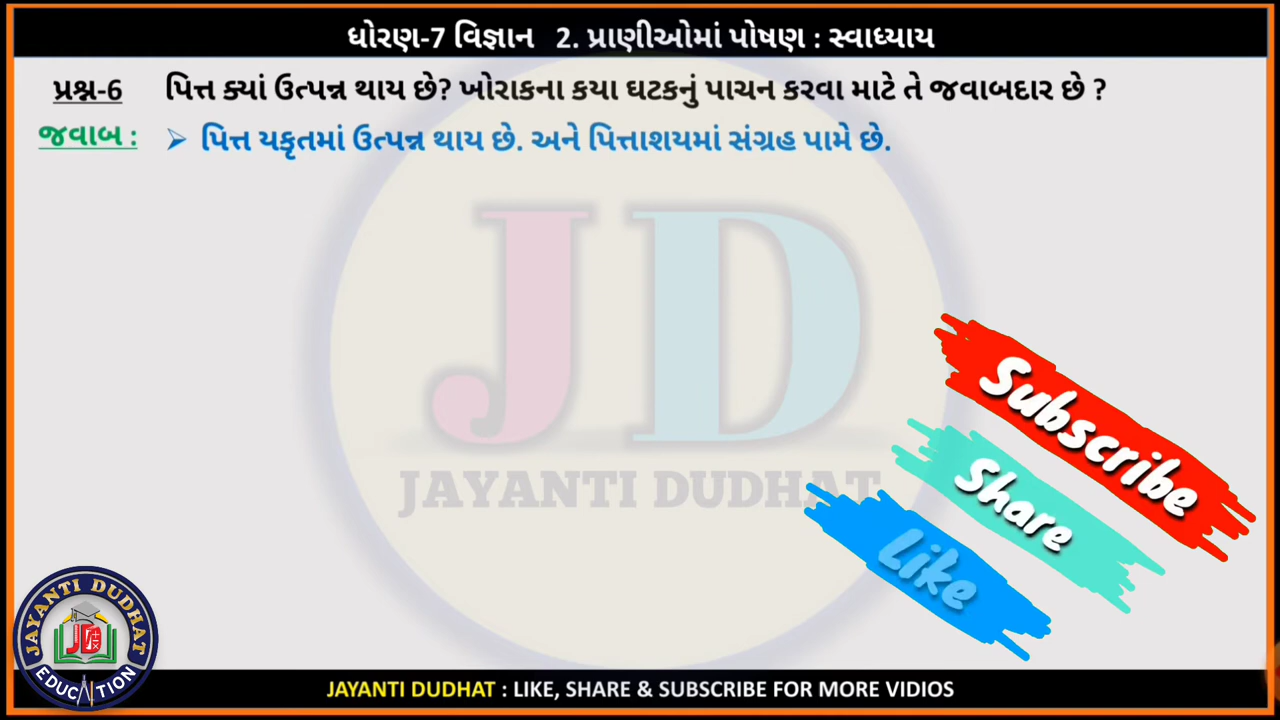 ધોરણ-7 વિજ્ઞાન 2. પ્રાણીઓમાં પોષણ : સ્વાધ્યાય
પ્રશ્ન-6 પિત્ત ક્યાં ઉત્પન્ન થાય છે? ખોરાકના કયા ઘટકનું પાચન કરવા માટે તે જવાબદાર છે ?
જવાબ : ➢ પિત્ત યકૃતમાં ઉત્પન્ન થાય છે. અને પિત્તાશયમાં સંગ્રહ પામે છે.
JD
JAYANTI DUDHAT
Subscribe
Share
Like
JAYANTI DUDHAT
JD
EDUCATION
JAYANTI DUDHAT : LIKE, SHARE & SUBSCRIBE FOR MORE VIDIOS